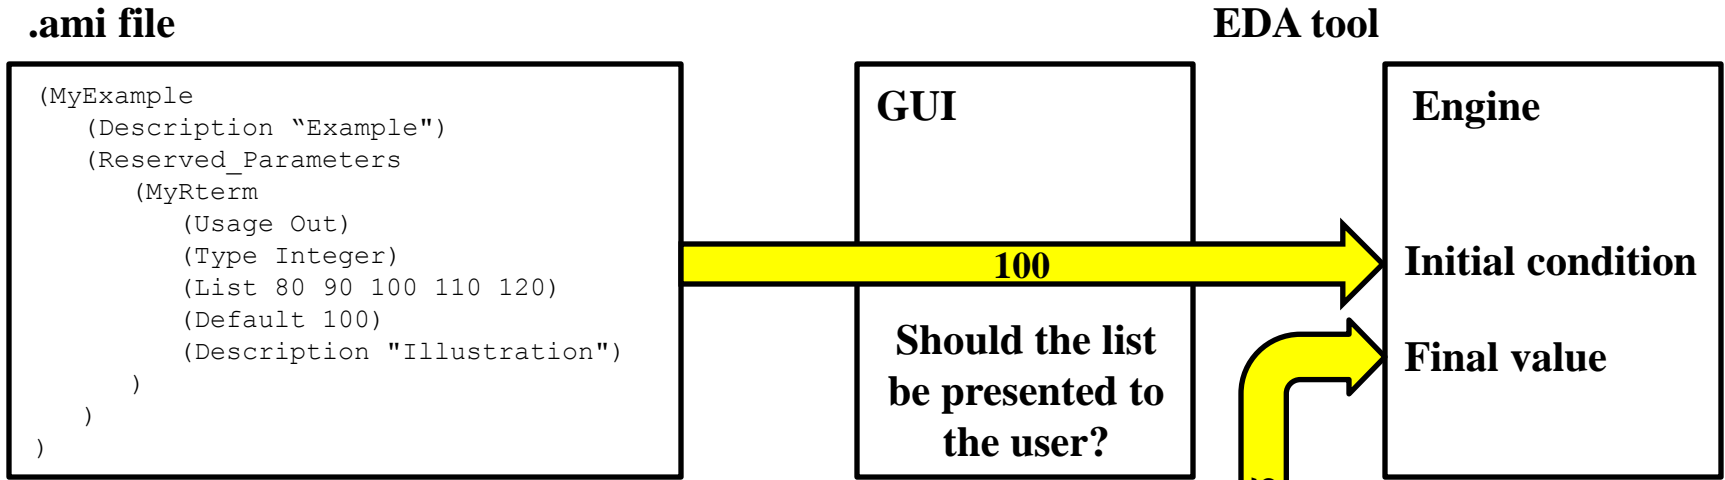 .ami file
EDA tool
(MyExample
(Description “Example")
(Reserved_Parameters
(MyRterm
(Usage Out)
(Type Integer)
(List 80 90 100 110 120)
(Default 100)
(Description "Illustration")
)
)
)
GUI
100
Should the list
be presented to
the user?
Engine
Initial condition
Final value